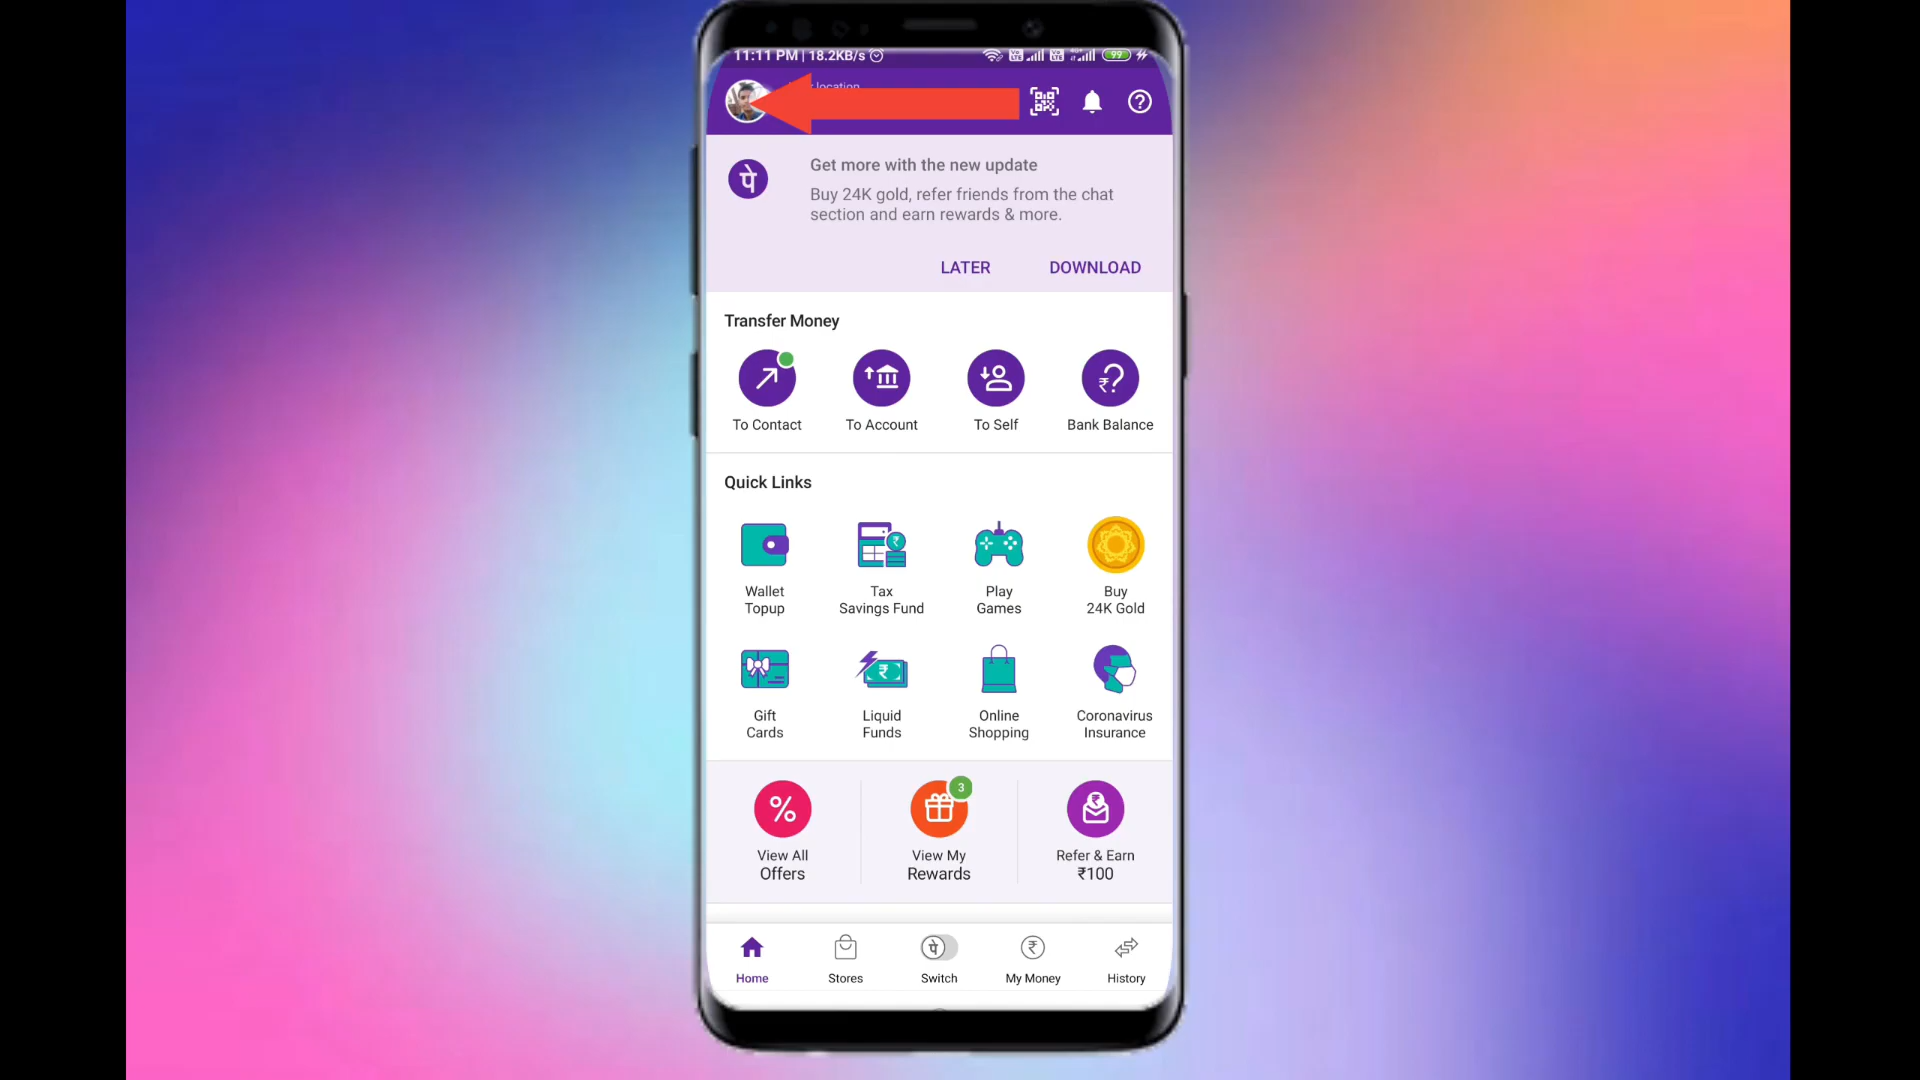 11:11 PM | 18.2KB/s
99
location
Get more with the new update
पे
Buy 24K gold, refer friends from the chat
section and earn rewards & more.
LATER DOWNLOAD
Transfer Money
To Contact To Account To Self Bank Balance
Quick Links
Wallet
Topup
Tax
Savings Fund
Play
Games
Buy
24K Gold
Gift
Cards
Liquid
Funds
Online
Shopping
Coronavirus
Insurance
3
View All
Offers
View My
Rewards
Refer & Earn
₹100
पे
Home Stores Switch My Money History